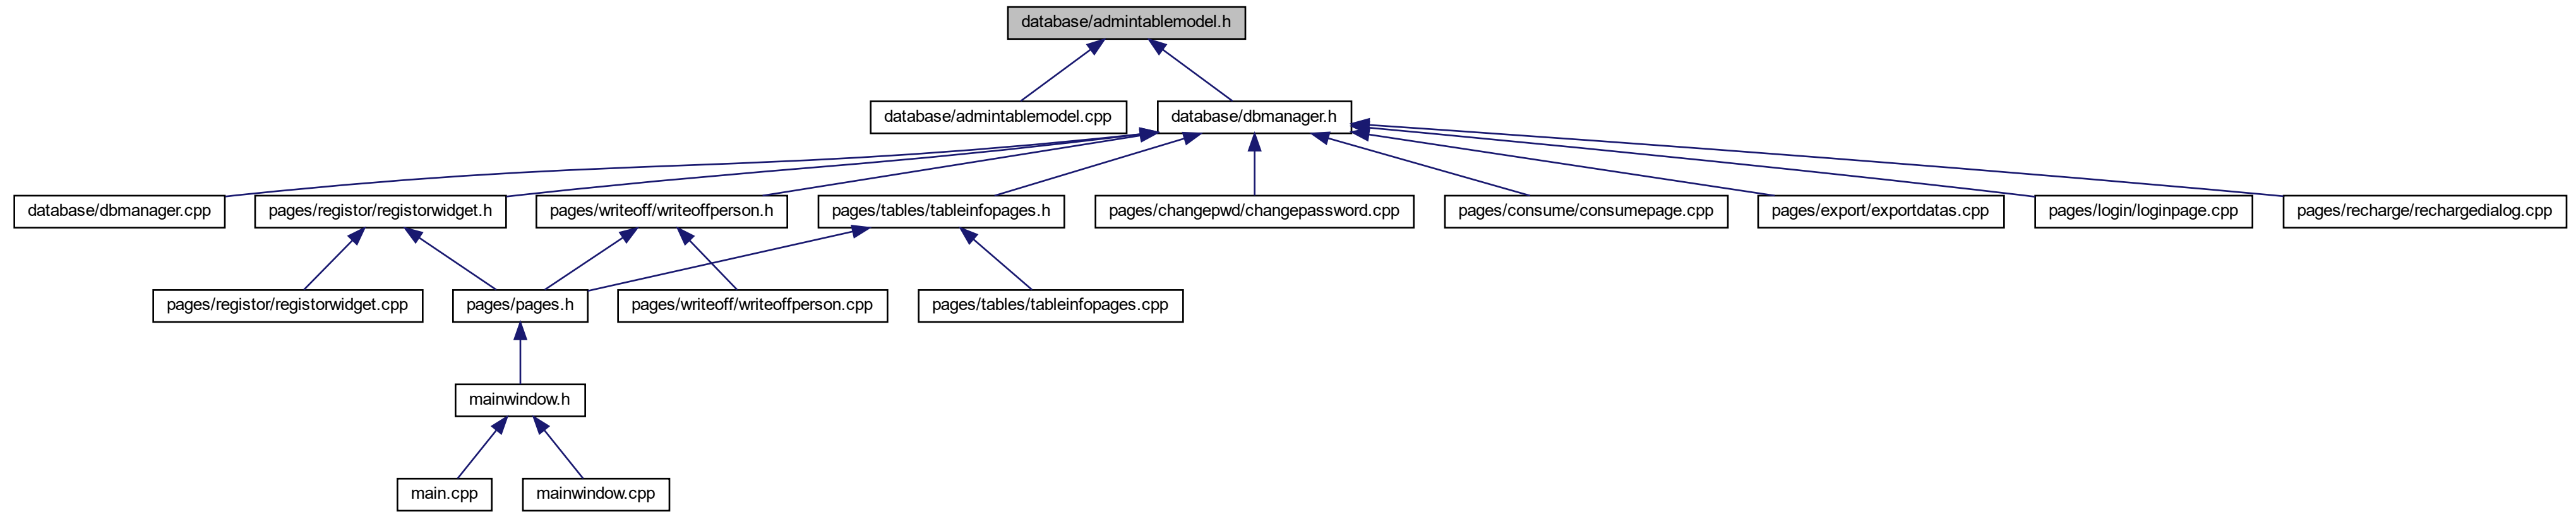 database/admintablemodel.h
database/admintablemodel.cpp
database/dbmanager.h
database/dbmanager.cpp
pages/registor/registorwidget.h
pages/writeoff/writeoffperson.h
pages/tables/tableinfopages.h
pages/changepwd/changepassword.cpp
pages/consume/consumepage.cpp
pages/export/exportdatas.cpp
pages/login/loginpage.cpp
pages/recharge/rechargedialog.cpp
pages/registor/registorwidget.cpp
pages/pages.h
pages/writeoff/writeoffperson.cpp
pages/tables/tableinfopages.cpp
mainwindow.h
main.cpp
mainwindow.cpp